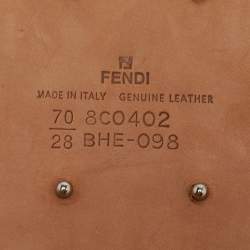 FENDI
MADE IN ITALY GENUINE LEATHER
70 8C0402
28 BHE-098